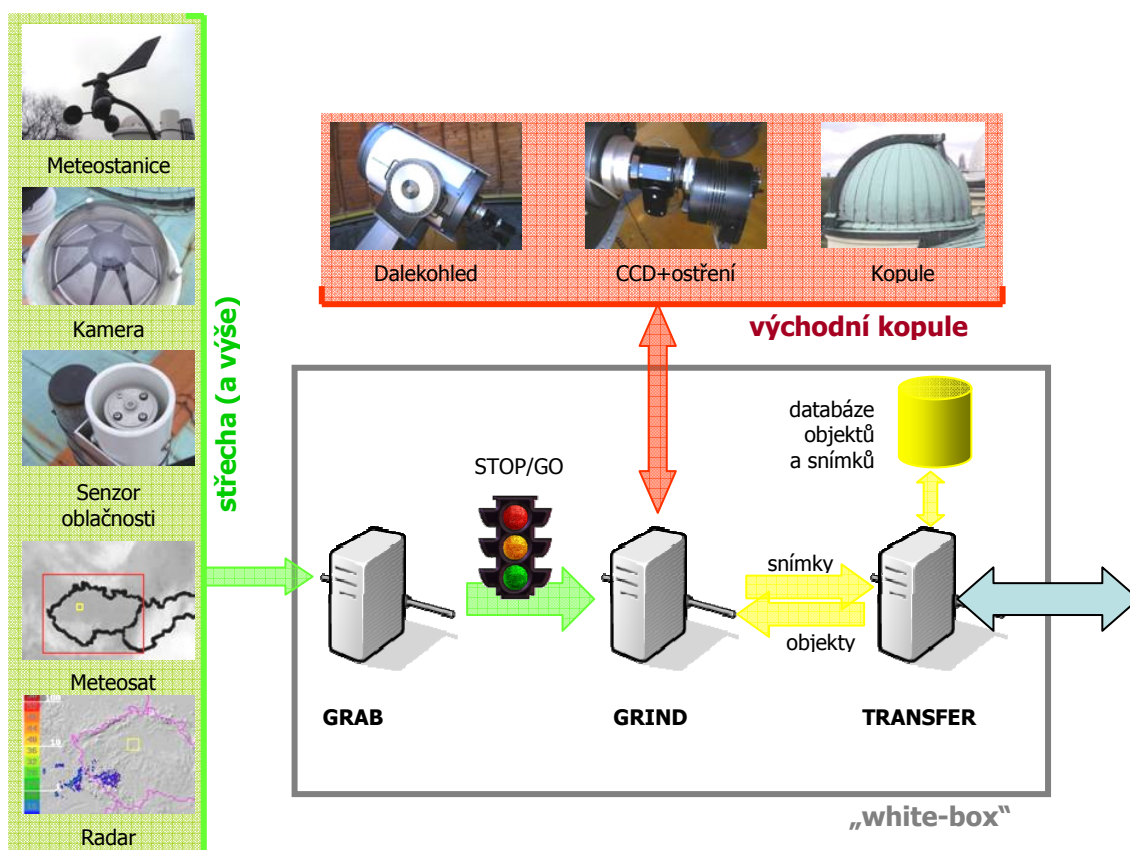 Meteostanice
Kamera
Senzor
oblačnosti
Meteosat
Radar
střecha (a výše)
Dalekohled
CCD+ostření
Kopule
východní kopule
databáze
objektů
a snímků
STOP/GO
snímky
objekty
GRAB
GRIND
TRANSFER
„white-box“